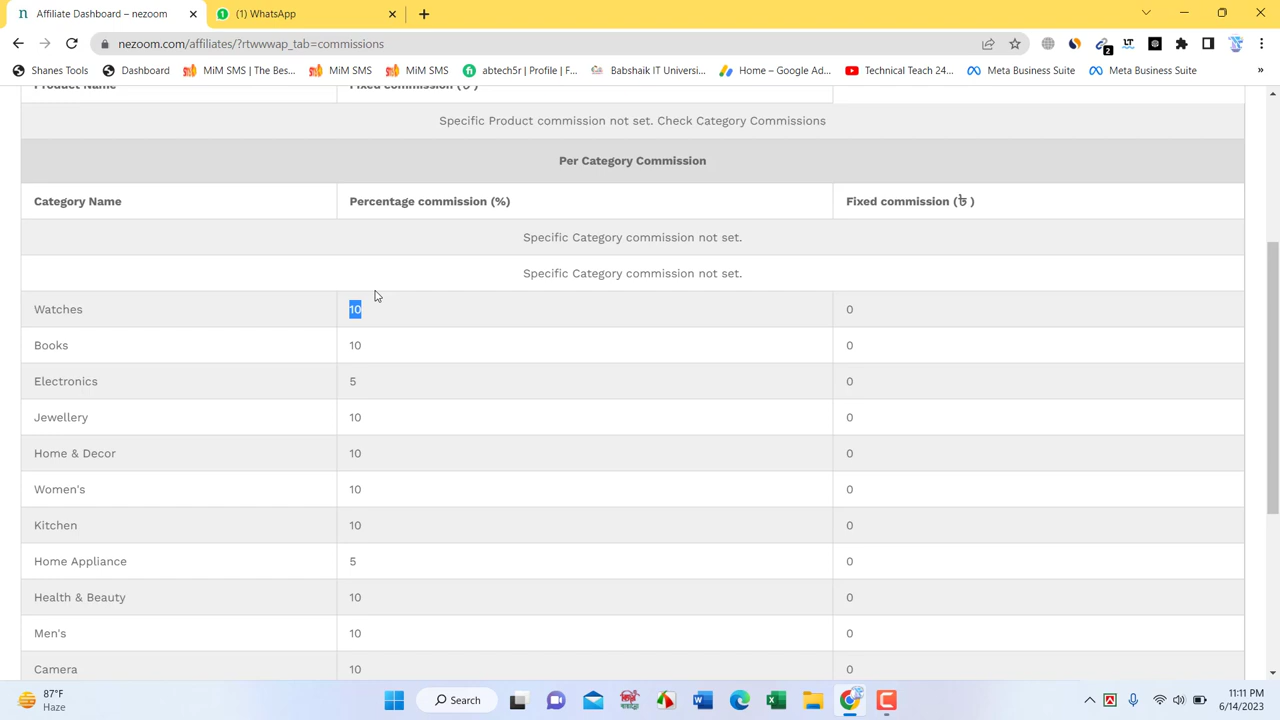 n Affiliate Dashboard – nezoom
1 (1) WhatsApp
nezoom.com/affiliates/?rtwwwap_tab=commissions
LT
2
Shanes Tools
Dashboard
MiM SMS | The Bes...
MiM SMS
MiM SMS
abtech5r | Profile | F...
Babshaik IT Universi...
Home – Google Ad...
Technical Teach 24...
Meta Business Suite
Meta Business Suite
»
Product Name Fixed commission (৳ )
Specific Product commission not set. Check Category Commissions
Per Category Commission
Category Name Percentage commission (%) Fixed commission (৳ )
Specific Category commission not set.
Specific Category commission not set.
Watches 10 0
Books 10 0
Electronics 5 0
Jewellery 10 0
Home & Decor 10 0
Women's 10 0
Kitchen 10 0
Home Appliance 5 0
Health & Beauty 10 0
Men's 10 0
Camera 10 0
87°F
Haze
Search
11:11 PM
6/14/2023